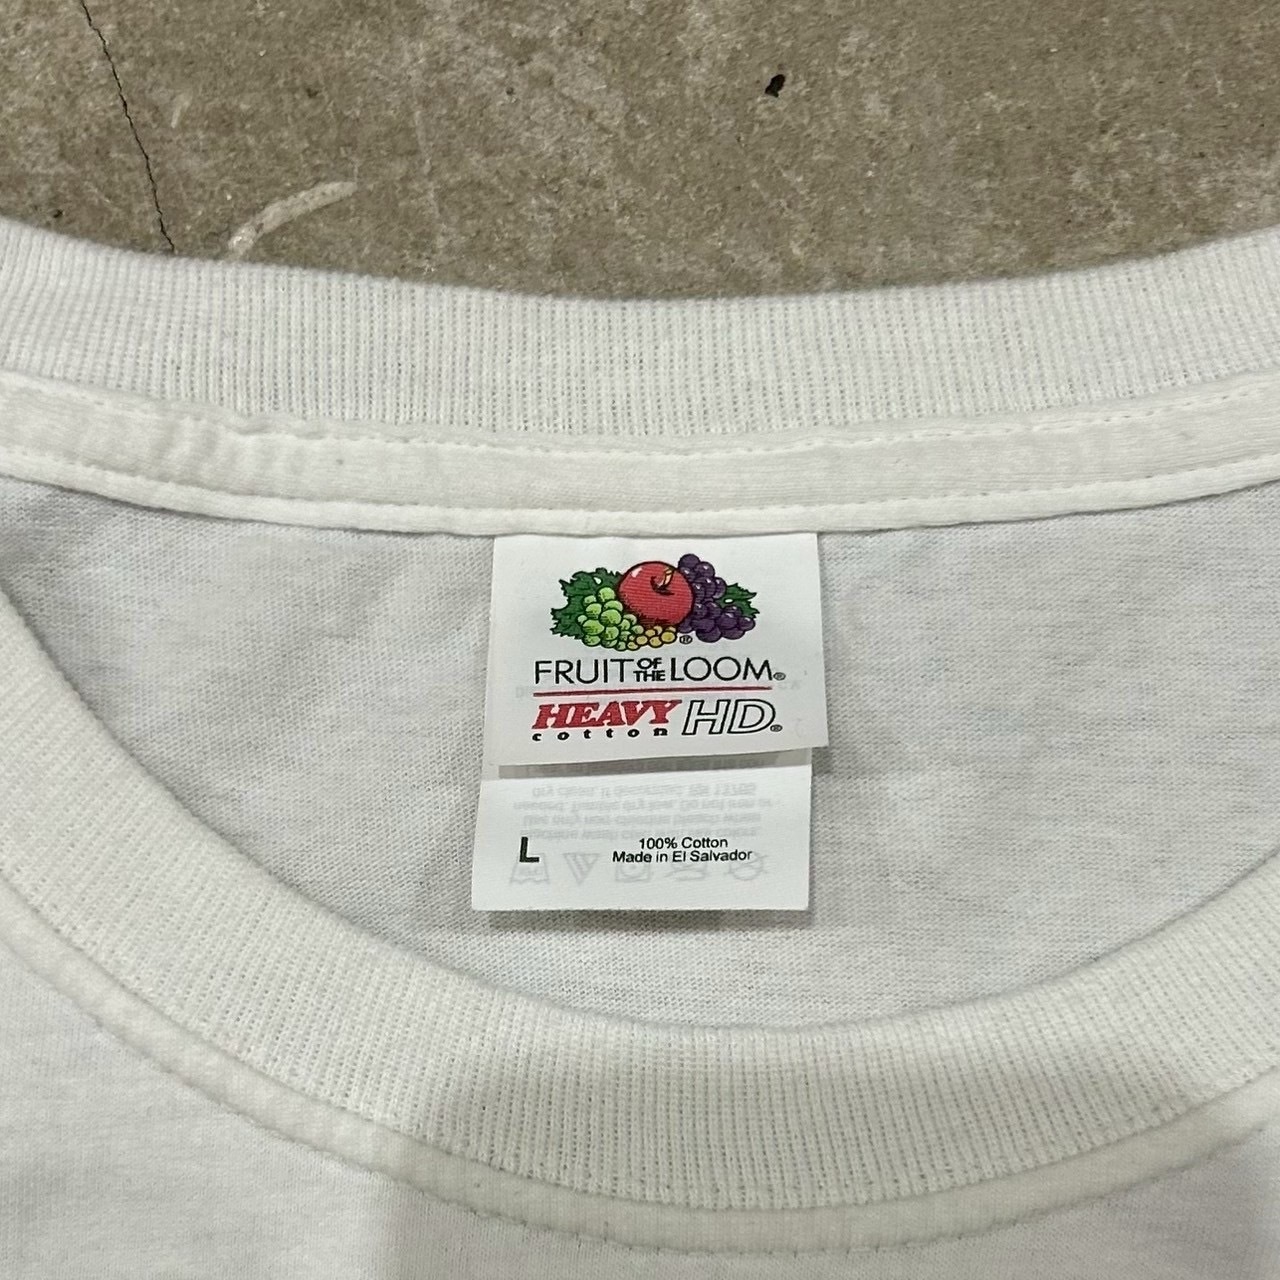 FRUIT OF THE LOOM®
HEAVY HD®
cotton
L
100% Cotton
Made in El Salvador